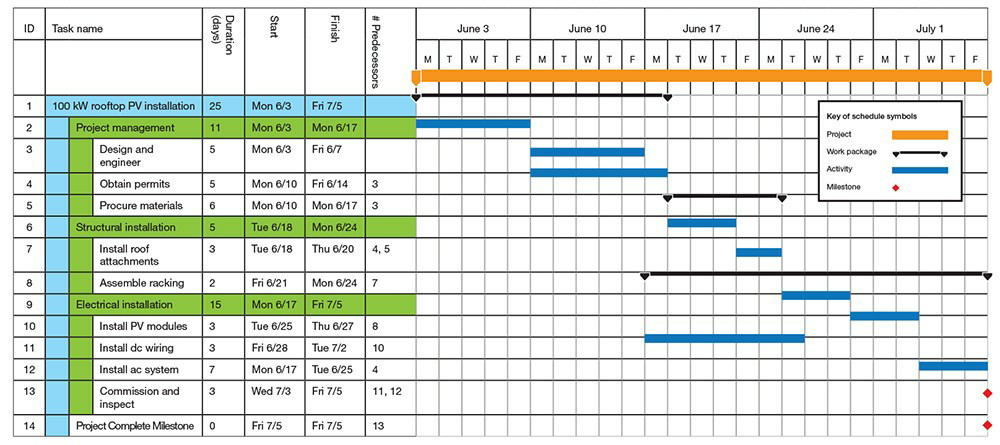 ID Task name Duration (days) Start Finish # Predecessors June 3 June 10 June 17 June 24 July 1
M T W T F M T W T F M T W T F M T W T F M T W T F
1 100 kW rooftop PV installation 25 Mon 6/3 Fri 7/5
2 Project management 11 Mon 6/3 Mon 6/17
3 Design and 5 Mon 6/3 Fri 6/7
engineer
4 Obtain permits 5 Mon 6/10 Fri 6/14 3
5 Procure materials 6 Mon 6/10 Mon 6/17 3
6 Structural installation 5 Tue 6/18 Mon 6/24
7 Install roof 3 Tue 6/18 Thu 6/20 4, 5
attachments
8 Assemble racking 2 Fri 6/21 Mon 6/24 7
9 Electrical installation 15 Mon 6/17 Fri 7/5
10 Install PV modules 3 Tue 6/25 Thu 6/27 8
11 Install dc wiring 3 Fri 6/28 Tue 7/2 10
12 Install ac system 7 Mon 6/17 Tue 6/25 4
13 Commission and 3 Wed 7/3 Fri 7/5 11, 12
inspect
14 Project Complete Milestone 0 Fri 7/5 Fri 7/5 13
Key of schedule symbols
Project
Work package
Activity
Milestone